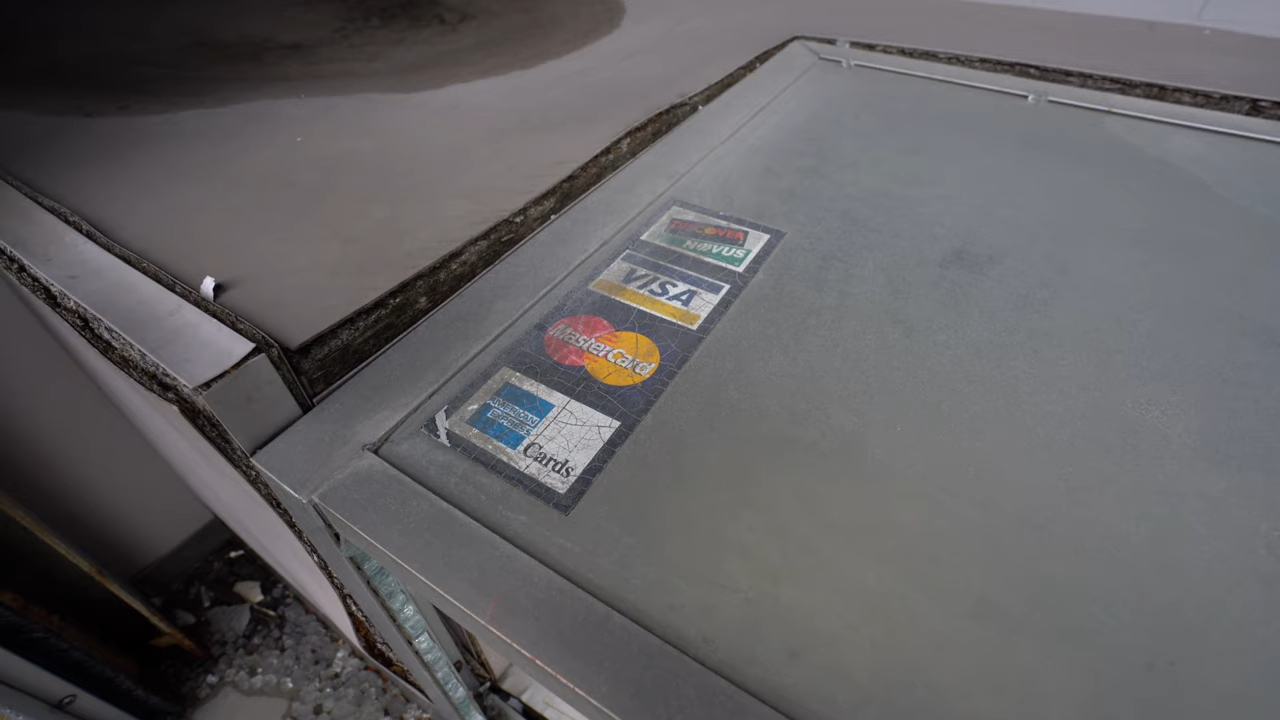 DISCOVER
NOVUS
VISA
MasterCard
AMERICAN
EXPRESS
Cards